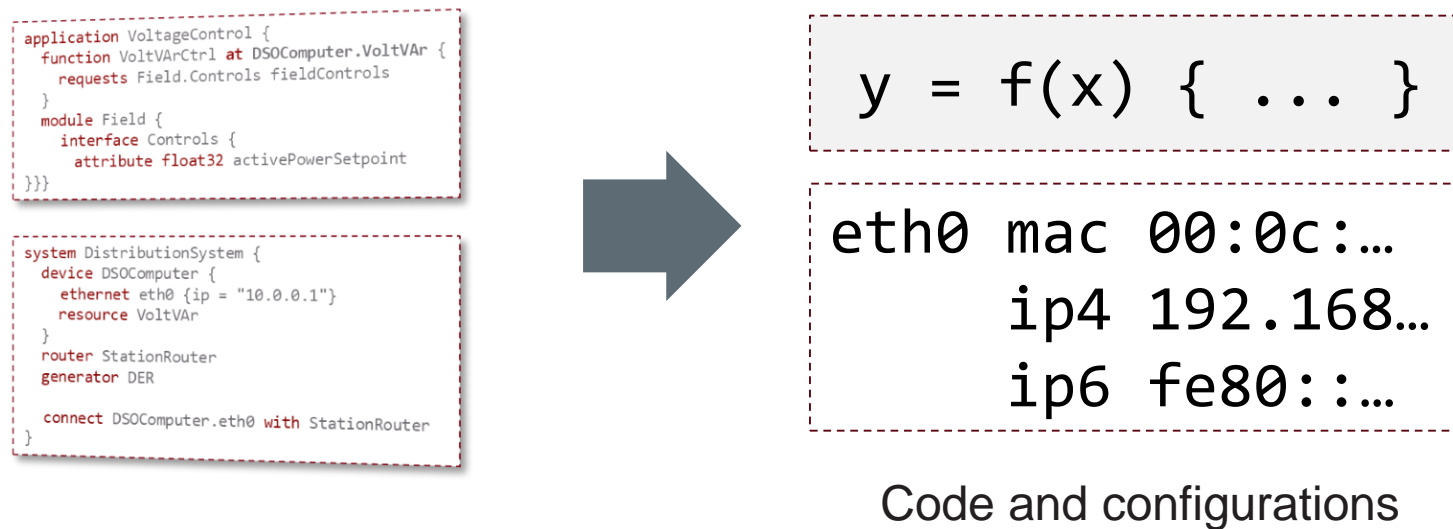 application VoltageControl {
function VoltVArCtrl at DSOComputer.VoltVAr {
requests Field.Controls fieldControls
}
module Field {
interface Controls {
attribute float32 activePowerSetpoint
}}}
system DistributionSystem {
device DSOComputer {
ethernet eth0 {ip = "10.0.0.1"}
resource VoltVAr
}
router StationRouter
generator DER
connect DSOComputer.eth0 with StationRouter
}
y = f(x) { ... }
eth0 mac 00:0c:…
ip4 192.168…
ip6 fe80::…
Code and configurations